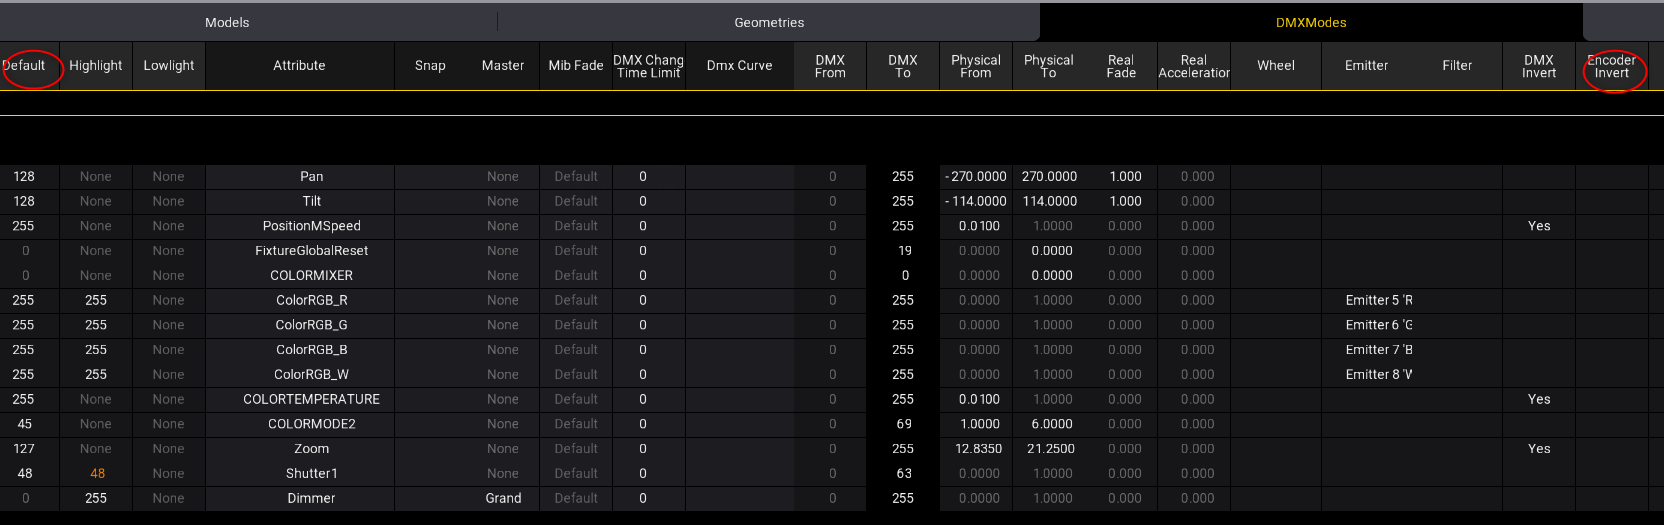 Models Geometries DMXModes
Default Highlight Lowlight Attribute Snap Master Mib Fade DMX Chang Time Limit Dmx Curve DMX From DMX To Physical From Physical To Real Fade Real Acceleration Wheel Emitter Filter DMX Invert Encoder Invert
128 None None Pan None Default 0 0 255 -270.0000 270.0000 1.000 0.000
128 None None Tilt None Default 0 0 255 -114.0000 114.0000 1.000 0.000
255 None None PositionMSpeed None Default 0 0 255 0.0100 1.0000 0.000 0.000 Yes
0 None None FixtureGlobalReset None Default 0 0 19 0.0000 0.0000 0.000 0.000
0 None None COLORMIXER None Default 0 0 0 0.0000 0.0000 0.000 0.000
255 255 None ColorRGB_R None Default 0 0 255 0.0000 1.0000 0.000 0.000 Emitter 5 'R
255 255 None ColorRGB_G None Default 0 0 255 0.0000 1.0000 0.000 0.000 Emitter 6 'G
255 255 None ColorRGB_B None Default 0 0 255 0.0000 1.0000 0.000 0.000 Emitter 7 'B
255 255 None ColorRGB_W None Default 0 0 255 0.0000 1.0000 0.000 0.000 Emitter 8 'W
255 None None COLORTEMPERATURE None Default 0 0 255 0.0100 1.0000 0.000 0.000 Yes
45 None None COLORMODE2 None Default 0 0 69 1.0000 6.0000 0.000 0.000
127 None None Zoom None Default 0 0 255 12.8350 21.2500 0.000 0.000 Yes
48 48 None Shutter1 None Default 0 0 63 0.0000 1.0000 0.000 0.000
0 255 None Dimmer Grand Default 0 0 255 0.0000 1.0000 0.000 0.000